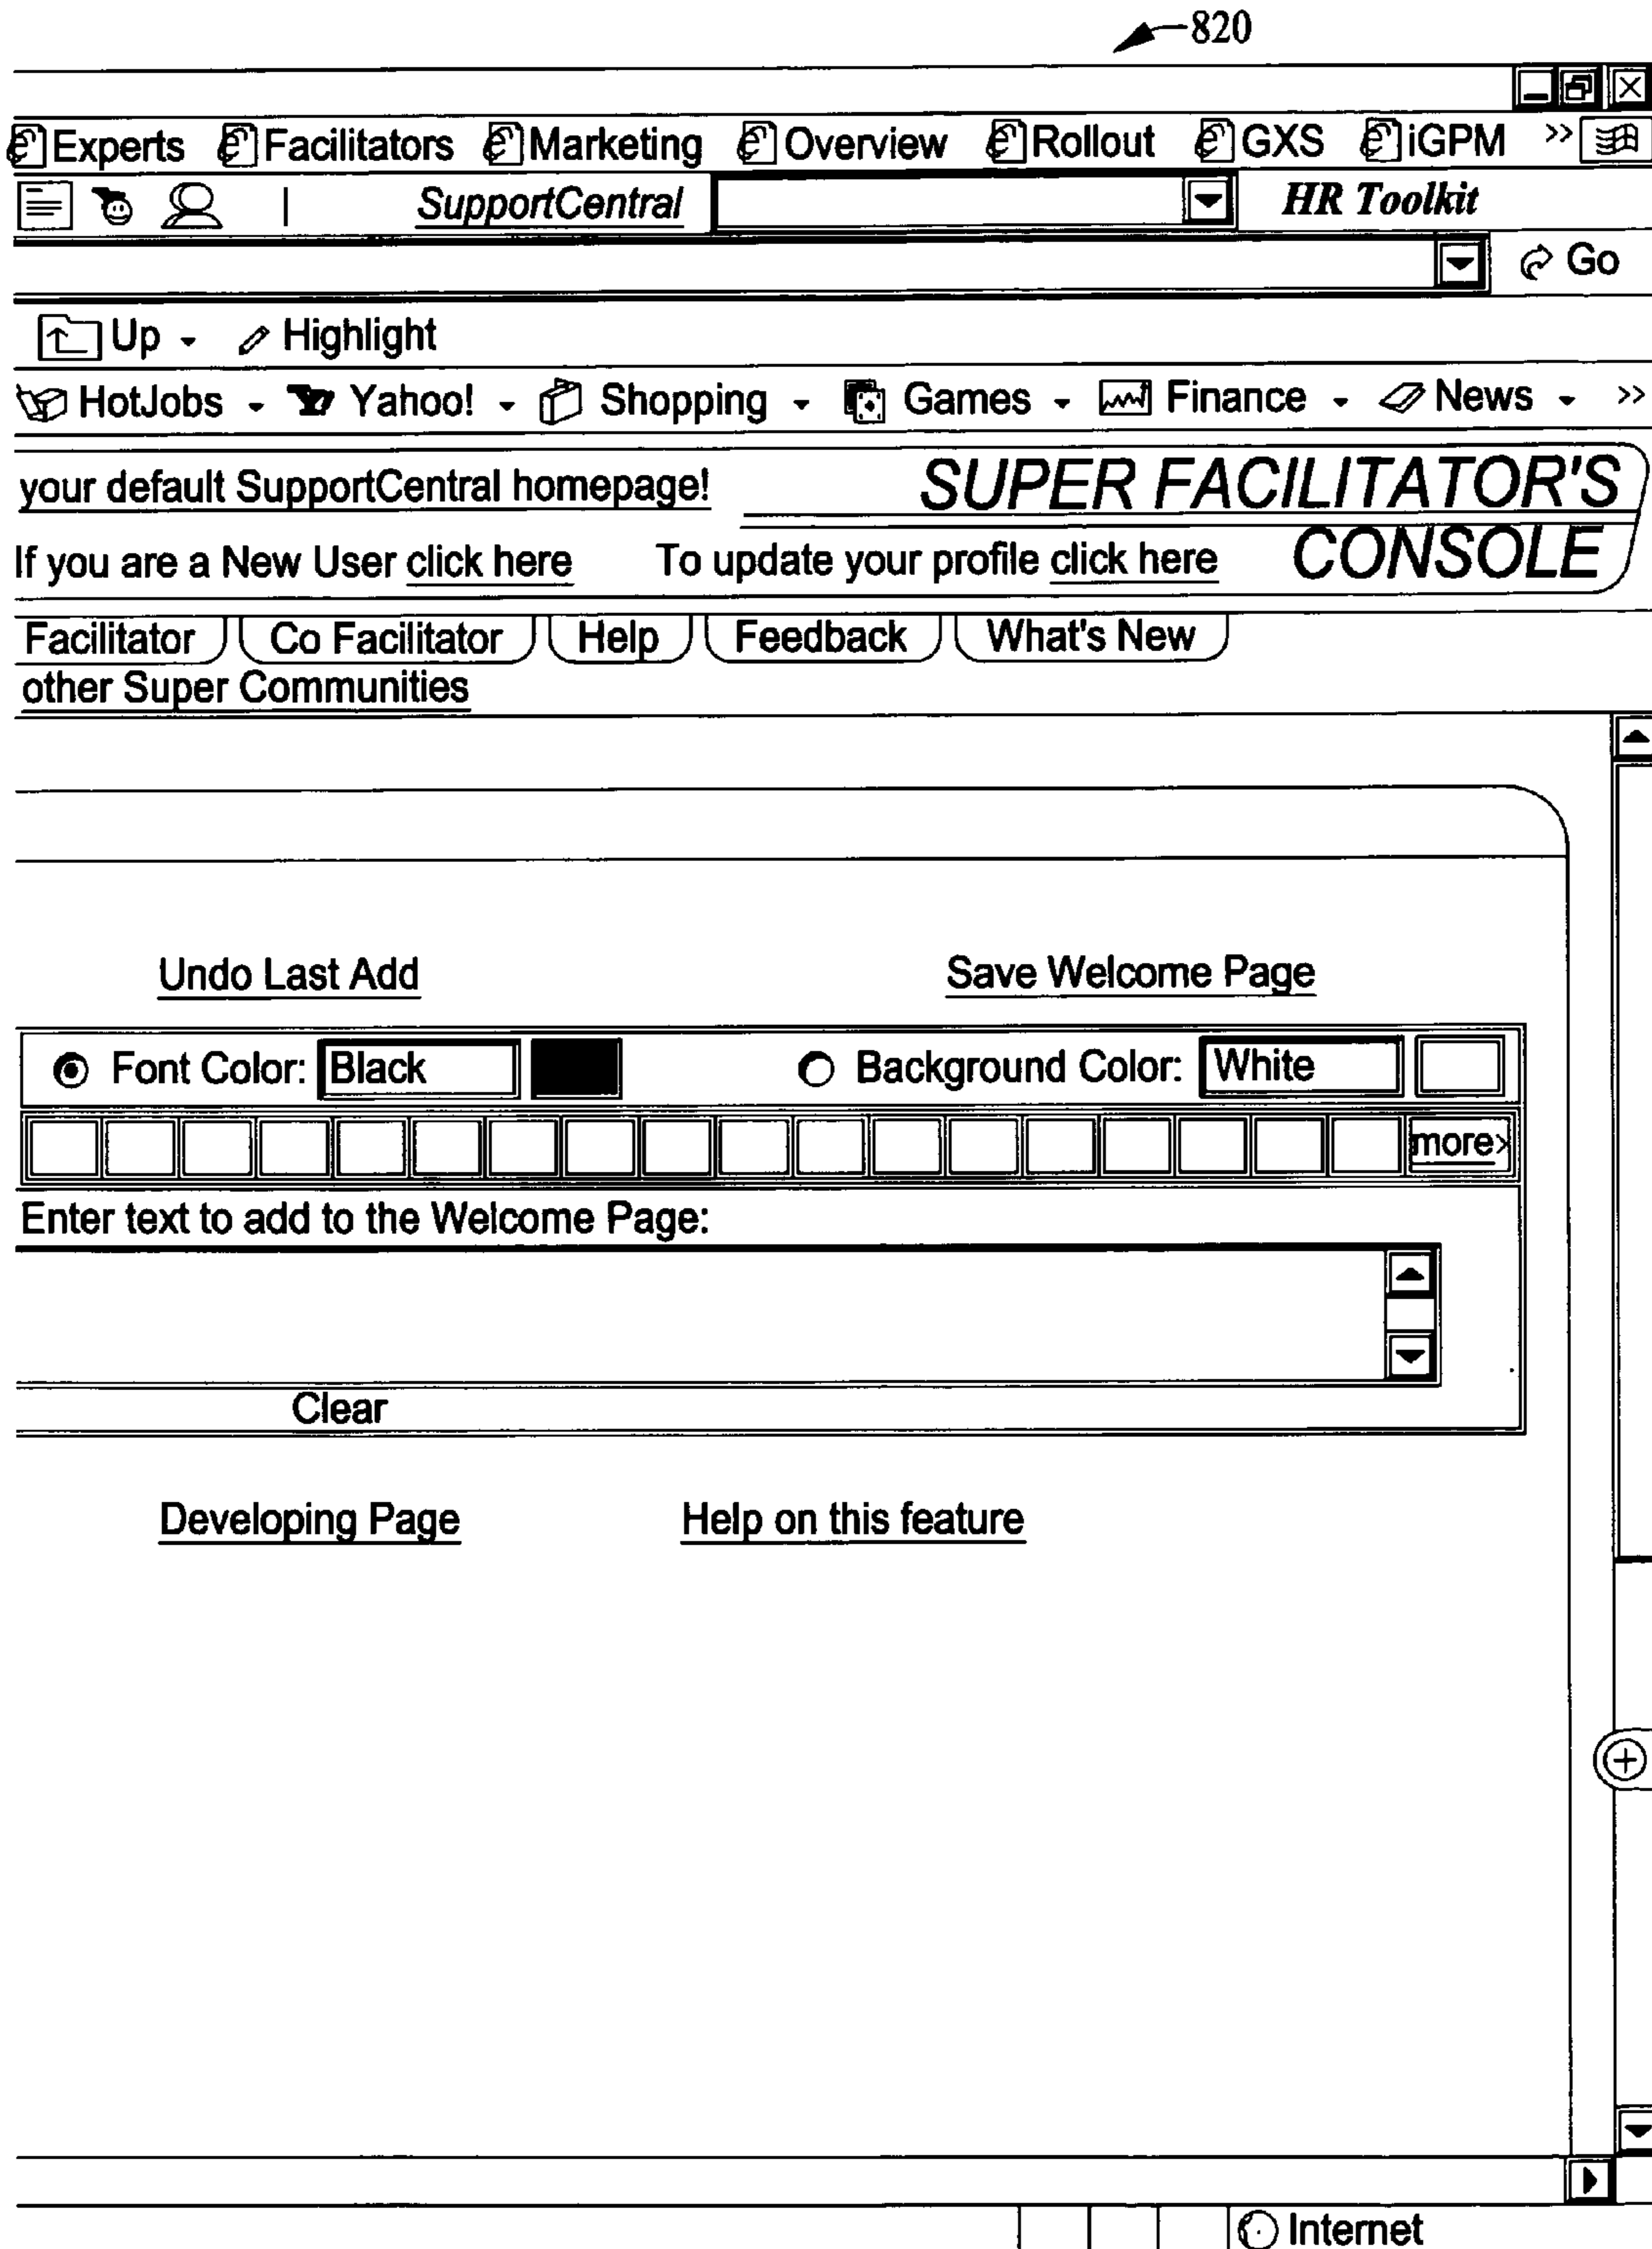 820
Experts Facilitators Marketing Overview Rollout GXS iGPM >>
SupportCentral HR Toolkit
Go
Up - Highlight
HotJobs - Yahoo! - Shopping - Games - Finance - News - >>
your default SupportCentral homepage! SUPER FACILITATOR'S
If you are a New User click here To update your profile click here CONSOLE
Facilitator Co Facilitator Help Feedback What's New
other Super Communities
Undo Last Add Save Welcome Page
Font Color: Black Background Color: White
more>
Enter text to add to the Welcome Page:
Clear
Developing Page Help on this feature
Internet